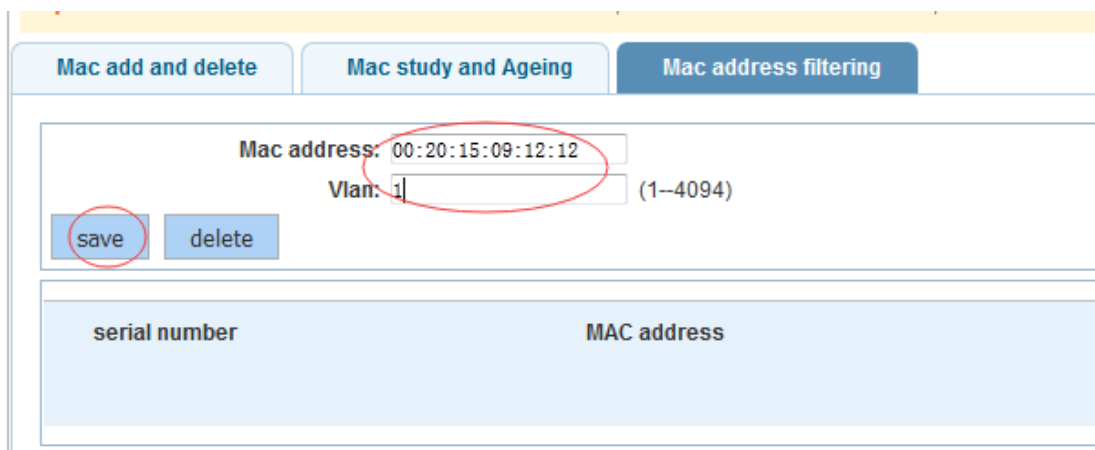 Mac add and delete Mac study and Ageing Mac address filtering
Mac address: 00:20:15:09:12:12
Vlan: 1 (1--4094)
save delete
serial number MAC address